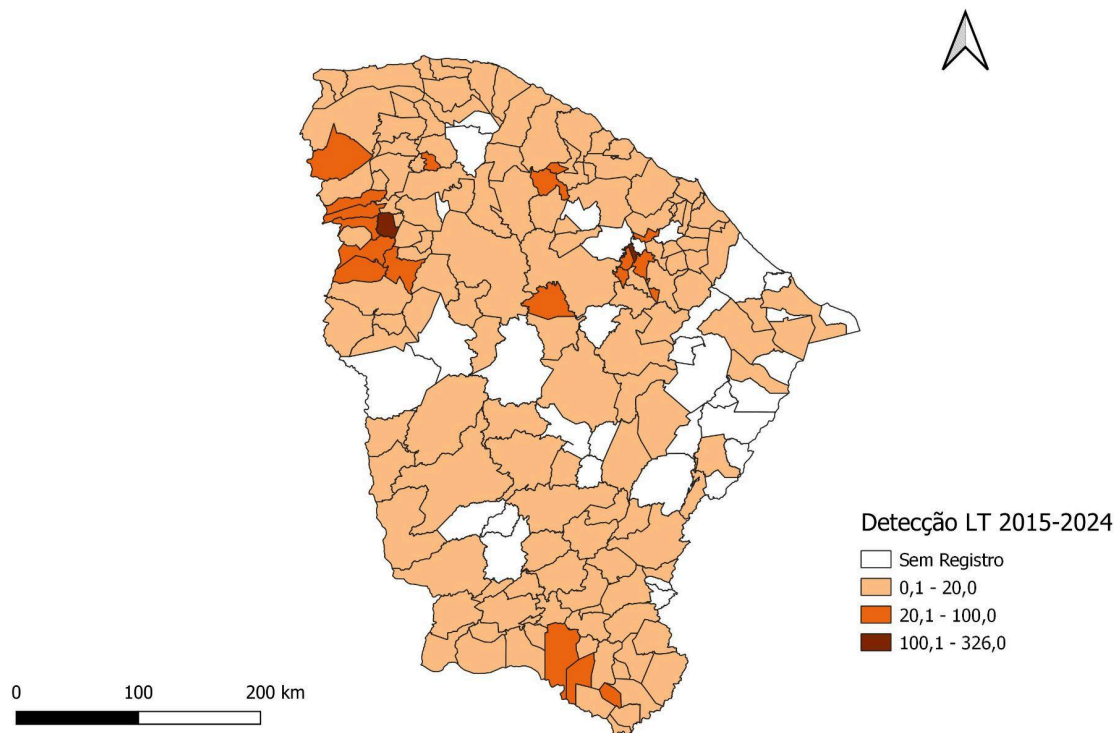 Detecção LT 2015-2024
Sem Registro
0,1 - 20,0
20,1 - 100,0
100,1 - 326,0
0 100 200 km